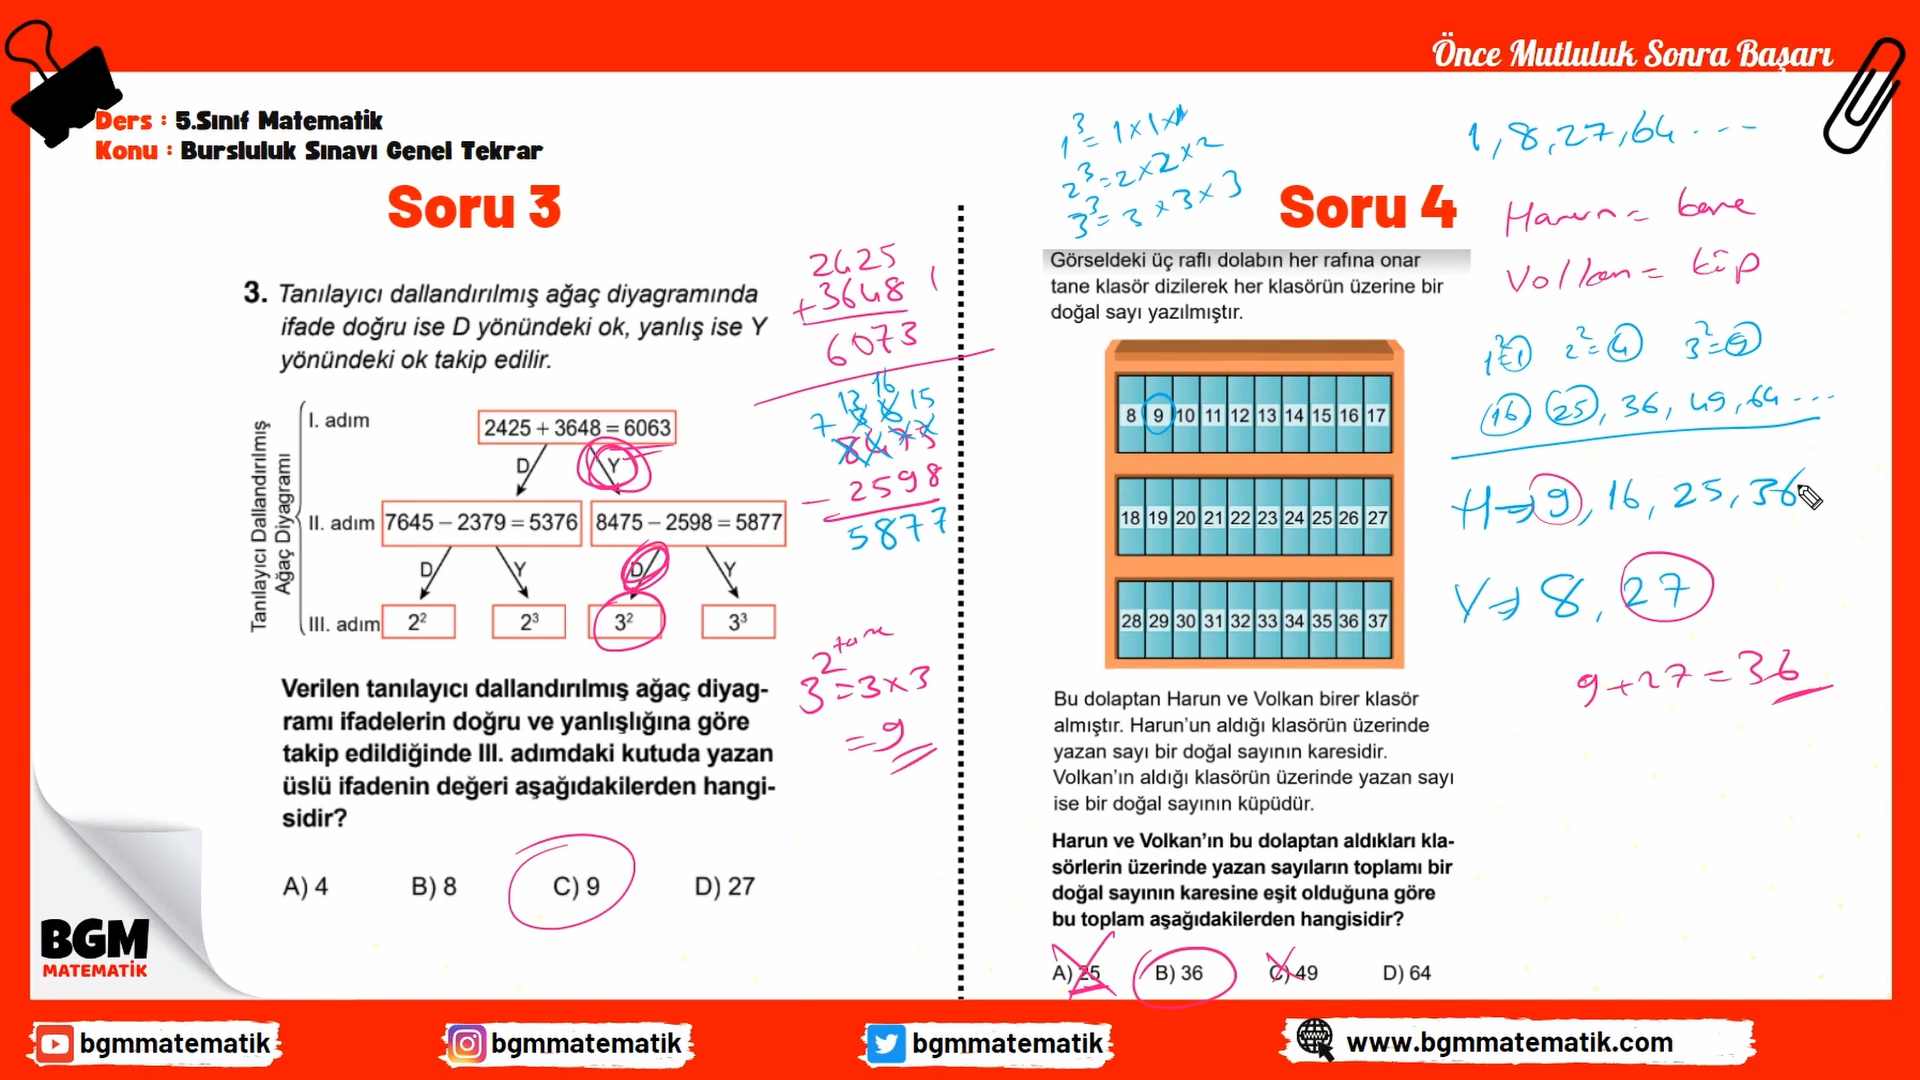 Önce Mutluluk Sonra Başarı
Ders : 5.Sınıf Matematik
Konu : Bursluluk Sınavı Genel Tekrar
Soru 3
3. Tanılayıcı dallandırılmış ağaç diyagramında
ifade doğru ise D yönündeki ok, yanlış ise Y
yönündeki ok takip edilir.
Tanılayıcı Dallandırılmış
Ağaç Diyagramı
I. adım
2425 + 3648 = 6063
D
Y
II. adım
7645 – 2379 = 5376
8475 – 2598 = 5877
D
Y
D
Y
III. adım
2²
2³
3²
3³
2425
+3648
6073
7 13 16 15
8475
- 2598
5877
tane
3² = 3×3
= 9
Verilen tanılayıcı dallandırılmış ağaç diyag-
ramı ifadelerin doğru ve yanlışlığına göre
takip edildiğinde III. adımdaki kutuda yazan
üslü ifadenin değeri aşağıdakilerden hangi-
sidir?
A) 4 B) 8 C) 9 D) 27
Soru 4
1³ = 1×1×1
2³ = 2×2×2
3³ = 3×3×3
Görseldeki üç raflı dolabın her rafına onar
tane klasör dizilerek her klasörün üzerine bir
doğal sayı yazılmıştır.
8 9 10 11 12 13 14 15 16 17
18 19 20 21 22 23 24 25 26 27
28 29 30 31 32 33 34 35 36 37
Bu dolaptan Harun ve Volkan birer klasör
almıştır. Harun'un aldığı klasörün üzerinde
yazan sayı bir doğal sayının karesidir.
Volkan'ın aldığı klasörün üzerinde yazan sayı
ise bir doğal sayının küpüdür.
Harun ve Volkan'ın bu dolaptan aldıkları kla-
sörlerin üzerinde yazan sayıların toplamı bir
doğal sayının karesine eşit olduğuna göre
bu toplam aşağıdakilerden hangisidir?
A) 25 B) 36 C) 49 D) 64
1, 8, 27, 64 ...
Harun = kare
Volkan = küp
1² = 1 2² = 4 3² = 9
16 25, 36, 49, 64 ...
H → 9, 16, 25, 36
V → 8, 27
9 + 27 = 36
BGM
MATEMATİK
bgmmatematik
bgmmatematik
bgmmatematik
www.bgmmatematik.com